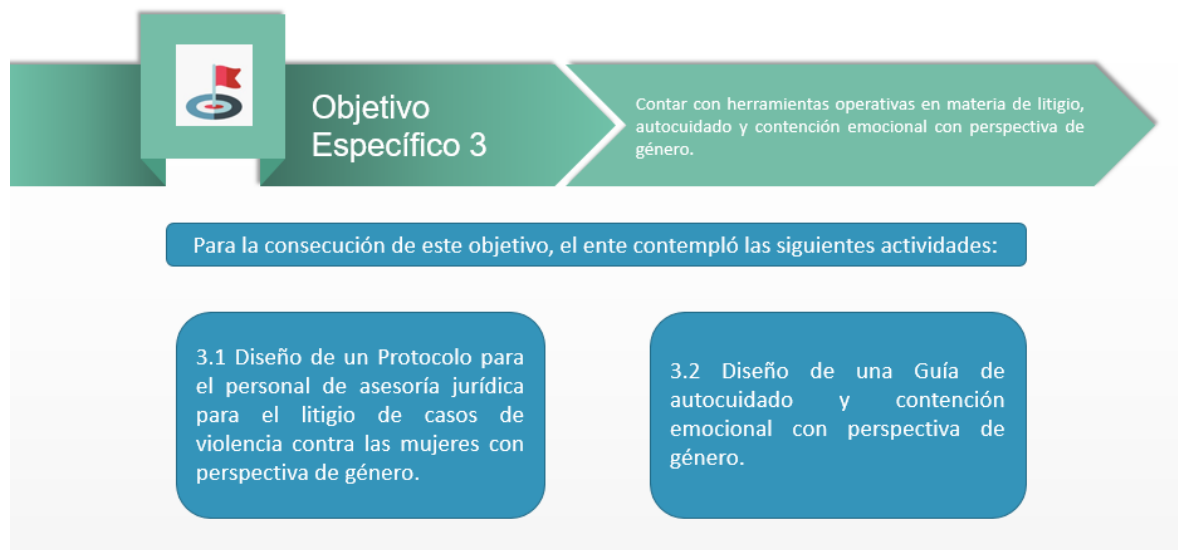 Objetivo
Específico 3
Contar con herramientas operativas en materia de litigio,
autocuidado y contención emocional con perspectiva de
género.
Para la consecución de este objetivo, el ente contempló las siguientes actividades:
3.1 Diseño de un Protocolo para
el personal de asesoría jurídica
para el litigio de casos de
violencia contra las mujeres con
perspectiva de género.
3.2 Diseño de una Guía de
autocuidado y contención
emocional con perspectiva de
género.